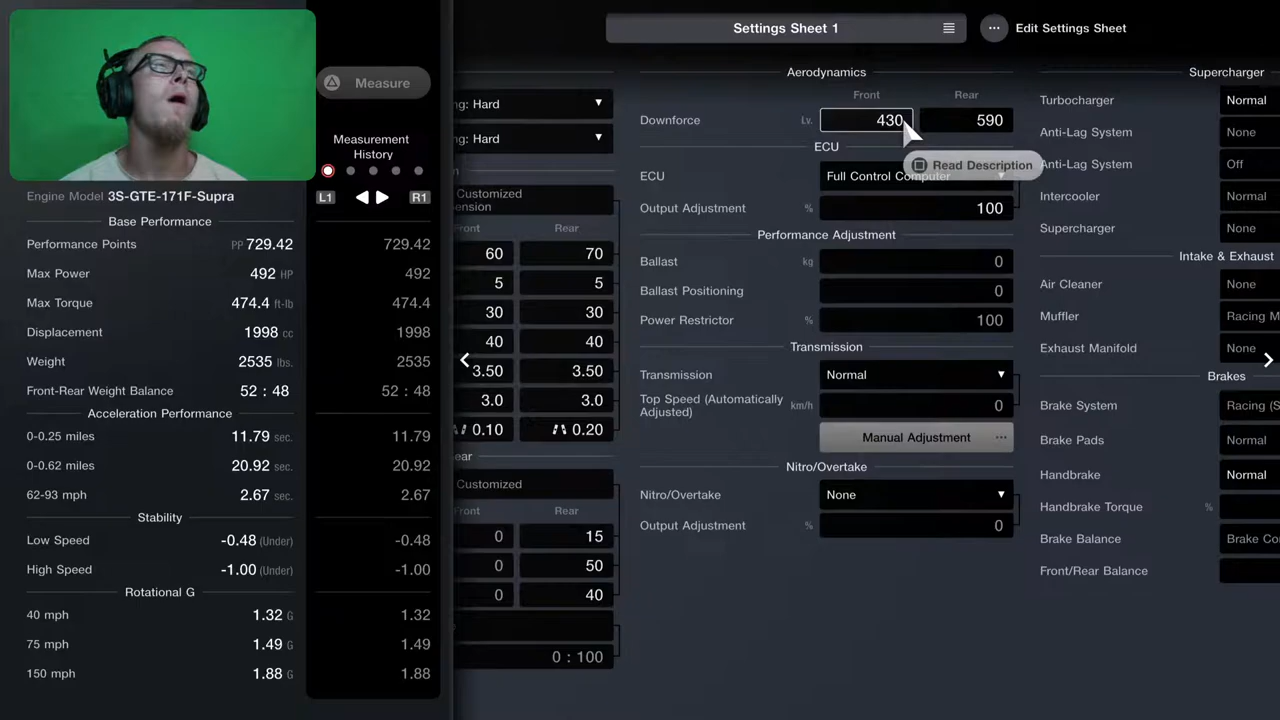 Settings Sheet 1
Edit Settings Sheet
Measure
Measurement
History
L1
R1
Engine Model 3S-GTE-171F-Supra
Base Performance
Performance Points PP 729.42 729.42
Max Power 492 HP 492
Max Torque 474.4 ft-lb 474.4
Displacement 1998 cc 1998
Weight 2535 lbs. 2535
Front-Rear Weight Balance 52 : 48 52 : 48
Acceleration Performance
0-0.25 miles 11.79 sec. 11.79
0-0.62 miles 20.92 sec. 20.92
62-93 mph 2.67 sec. 2.67
Stability
Low Speed -0.48 (Under) -0.48
High Speed -1.00 (Under) -1.00
Rotational G
40 mph 1.32 G 1.32
75 mph 1.49 G 1.49
150 mph 1.88 G 1.88
ng: Hard
ng: Hard
Customized
ension
Front Rear
60 70
5 5
30 30
40 40
3.50 3.50
3.0 3.0
0.10 0.20
ear
Customized
Front Rear
0 15
0 50
0 40
0 : 100
Aerodynamics
Front Rear
Downforce Lv. 430 590
ECU
Read Description
ECU Full Control Computer
Output Adjustment % 100
Performance Adjustment
Ballast kg 0
Ballast Positioning 0
Power Restrictor % 100
Transmission
Transmission Normal
Top Speed (Automatically
Adjusted) km/h 0
Manual Adjustment
Nitro/Overtake
Nitro/Overtake None
Output Adjustment % 0
Supercharger
Turbocharger Normal
Anti-Lag System None
Anti-Lag System Off
Intercooler Normal
Supercharger None
Intake & Exhaust
Air Cleaner None
Muffler Racing M
Exhaust Manifold None
Brakes
Brake System Racing (S
Brake Pads Normal
Handbrake Normal
Handbrake Torque %
Brake Balance Brake Co
Front/Rear Balance